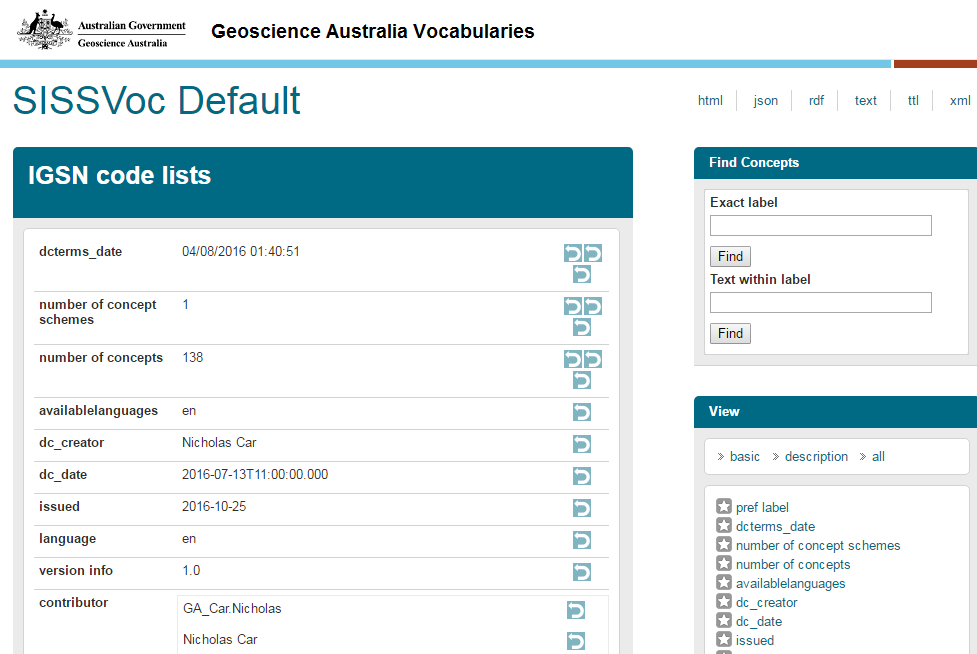 Australian Government
Geoscience Australia
Geoscience Australia Vocabularies
SISSVoc Default
html json rdf text ttl xml
IGSN code lists
dcterms_date 04/08/2016 01:40:51
number of concept
schemes 1
number of concepts 138
availablelanguages en
dc_creator Nicholas Car
dc_date 2016-07-13T11:00:00.000
issued 2016-10-25
language en
version info 1.0
contributor GA_Car.Nicholas
Nicholas Car
Find Concepts
Exact label
Find
Text within label
Find
View
» basic » description » all
pref label
dcterms_date
number of concept schemes
number of concepts
availablelanguages
dc_creator
dc_date
issued